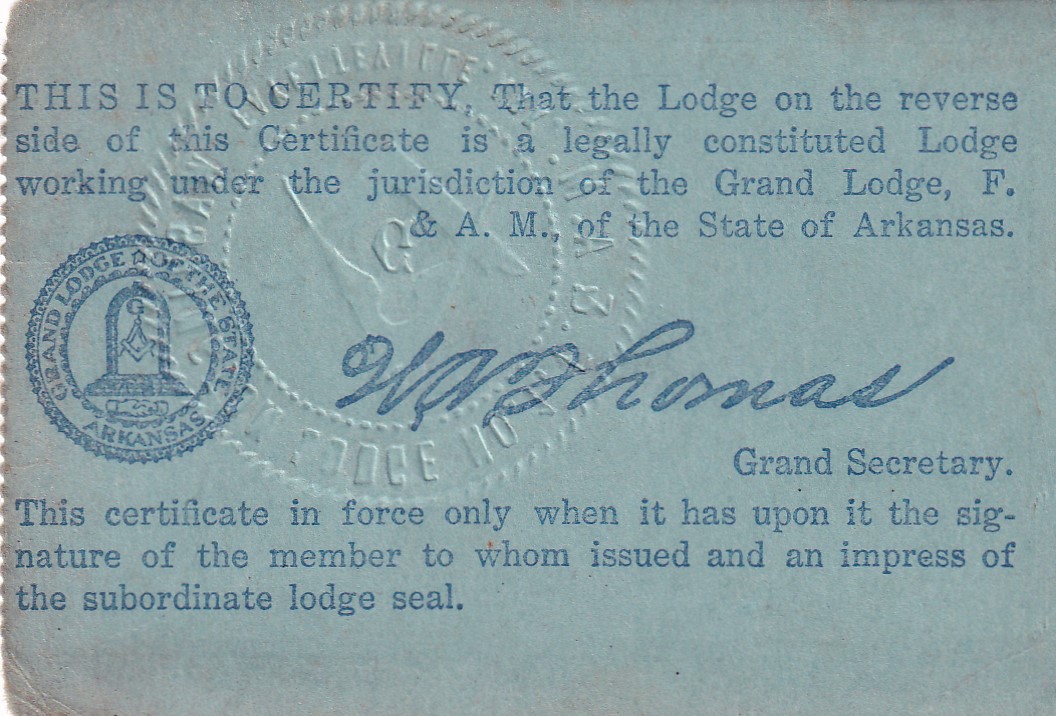 THIS IS TO CERTIFY, That the Lodge on the reverse
side of this Certificate is a legally constituted Lodge
working under the jurisdiction of the Grand Lodge, F.
& A. M., of the State of Arkansas.
GRAND LODGE OF THE STATE
G
ARKANSAS
G
Thomas
LODGE NO
Grand Secretary.
This certificate in force only when it has upon it the sig-
nature of the member to whom issued and an impress of
the subordinate lodge seal.